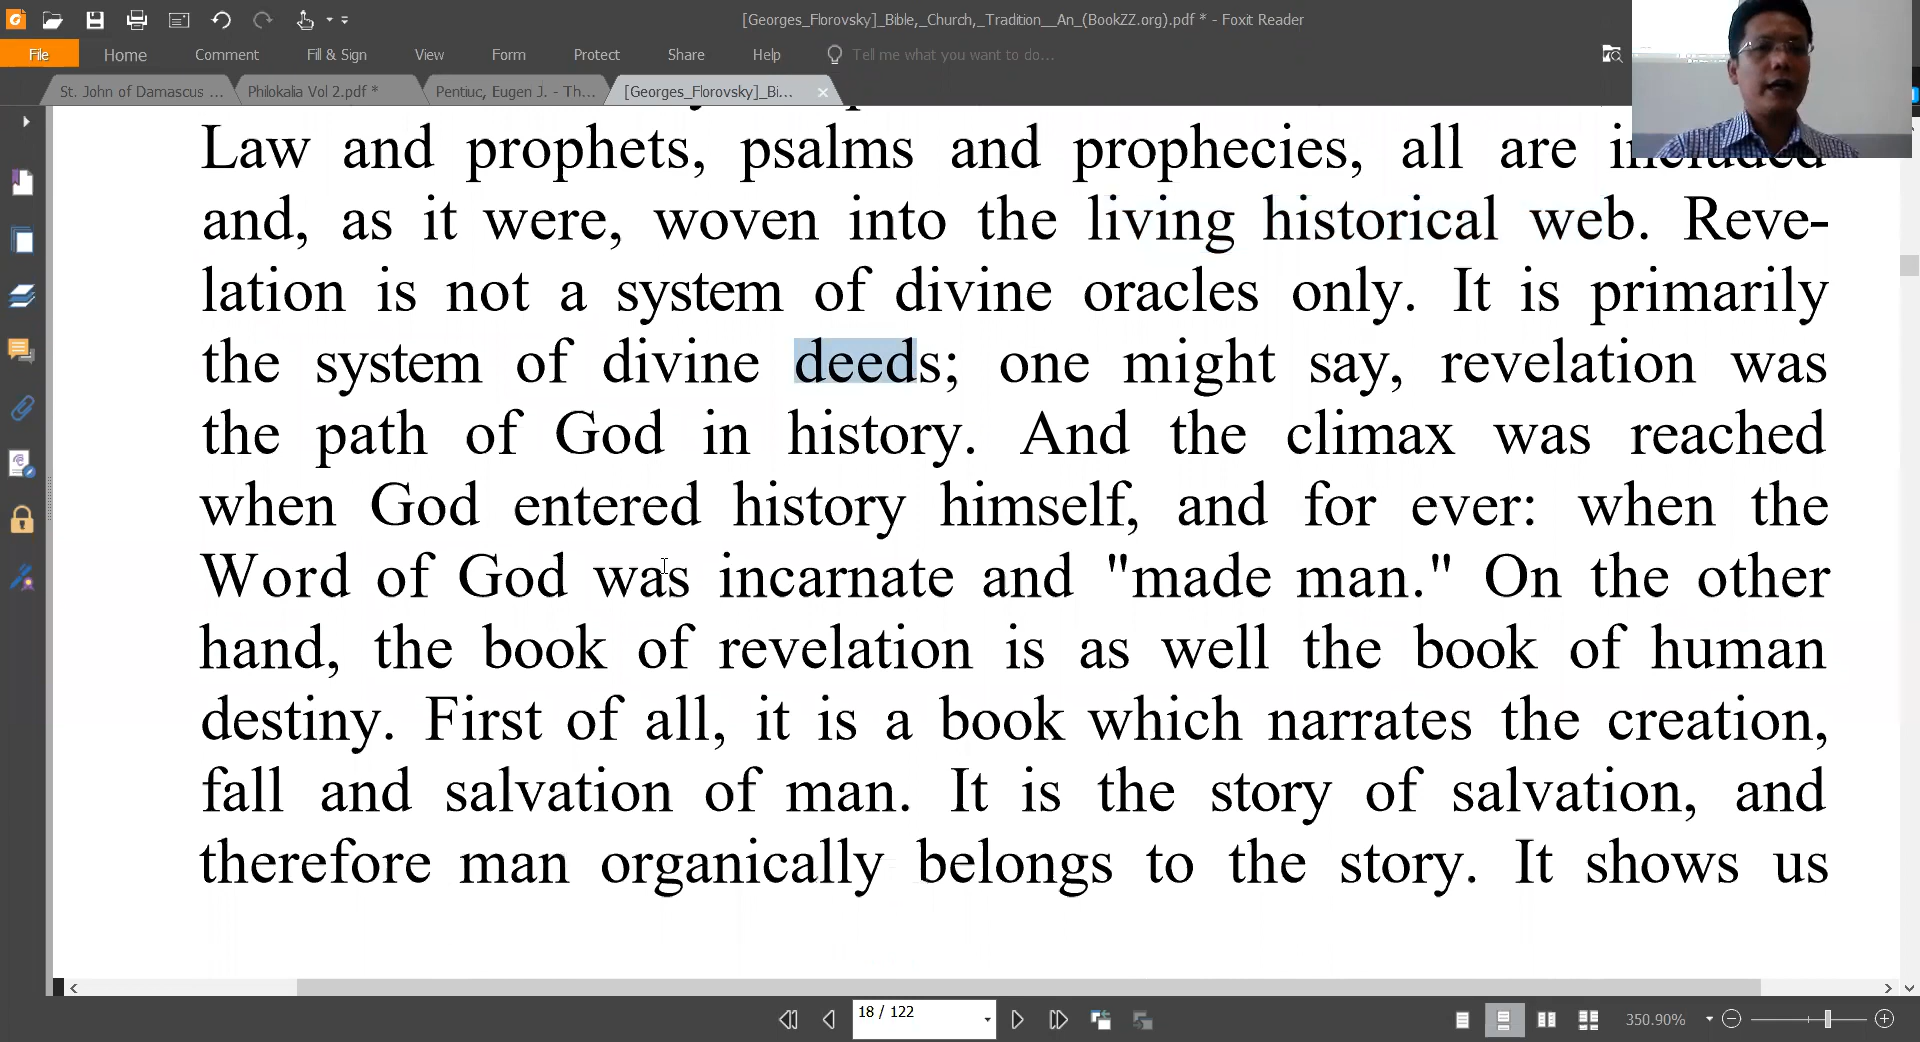 [Georges_Florovsky]_Bible,_Church,_Tradition__An_(BookZZ.org).pdf * - Foxit Reader
File Home Comment Fill & Sign View Form Protect Share Help Tell me what you want to do...
St. John of Damascus ... Philokalia Vol 2.pdf * Pentiuc, Eugen J. - Th... [Georges_Florovsky]_Bi...
Law and prophets, psalms and prophecies, all are included
and, as it were, woven into the living historical web. Reve-
lation is not a system of divine oracles only. It is primarily
the system of divine deeds; one might say, revelation was
the path of God in history. And the climax was reached
when God entered history himself, and for ever: when the
Word of God was incarnate and "made man." On the other
hand, the book of revelation is as well the book of human
destiny. First of all, it is a book which narrates the creation,
fall and salvation of man. It is the story of salvation, and
therefore man organically belongs to the story. It shows us
18 / 122
350.90%